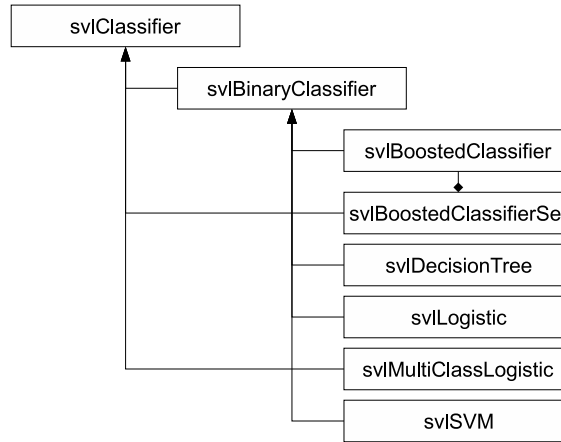 svlClassifier
svlBinaryClassifier
svlBoostedClassifier
svlBoostedClassifierSe
svlDecisionTree
svlLogistic
svlMultiClassLogistic
svlSVM